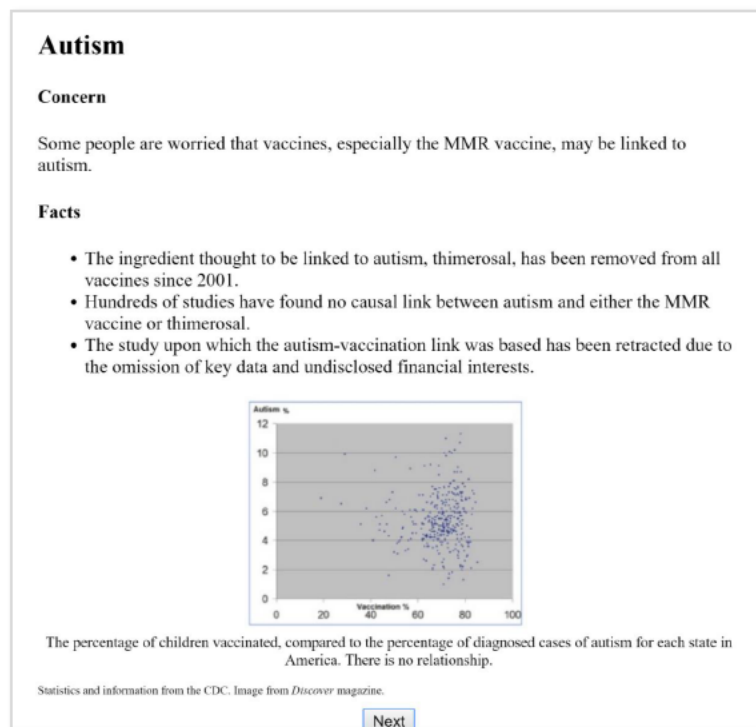 Autism
Concern
Some people are worried that vaccines, especially the MMR vaccine, may be linked to
autism.
Facts
• The ingredient thought to be linked to autism, thimerosal, has been removed from all
vaccines since 2001.
• Hundreds of studies have found no causal link between autism and either the MMR
vaccine or thimerosal.
• The study upon which the autism-vaccination link was based has been retracted due to
the omission of key data and undisclosed financial interests.
Autism %
12
10
8
6
4
2
0
Vaccination %
0 20 40 60 80 100
The percentage of children vaccinated, compared to the percentage of diagnosed cases of autism for each state in
America. There is no relationship.
Statistics and information from the CDC. Image from Discover magazine.
Next